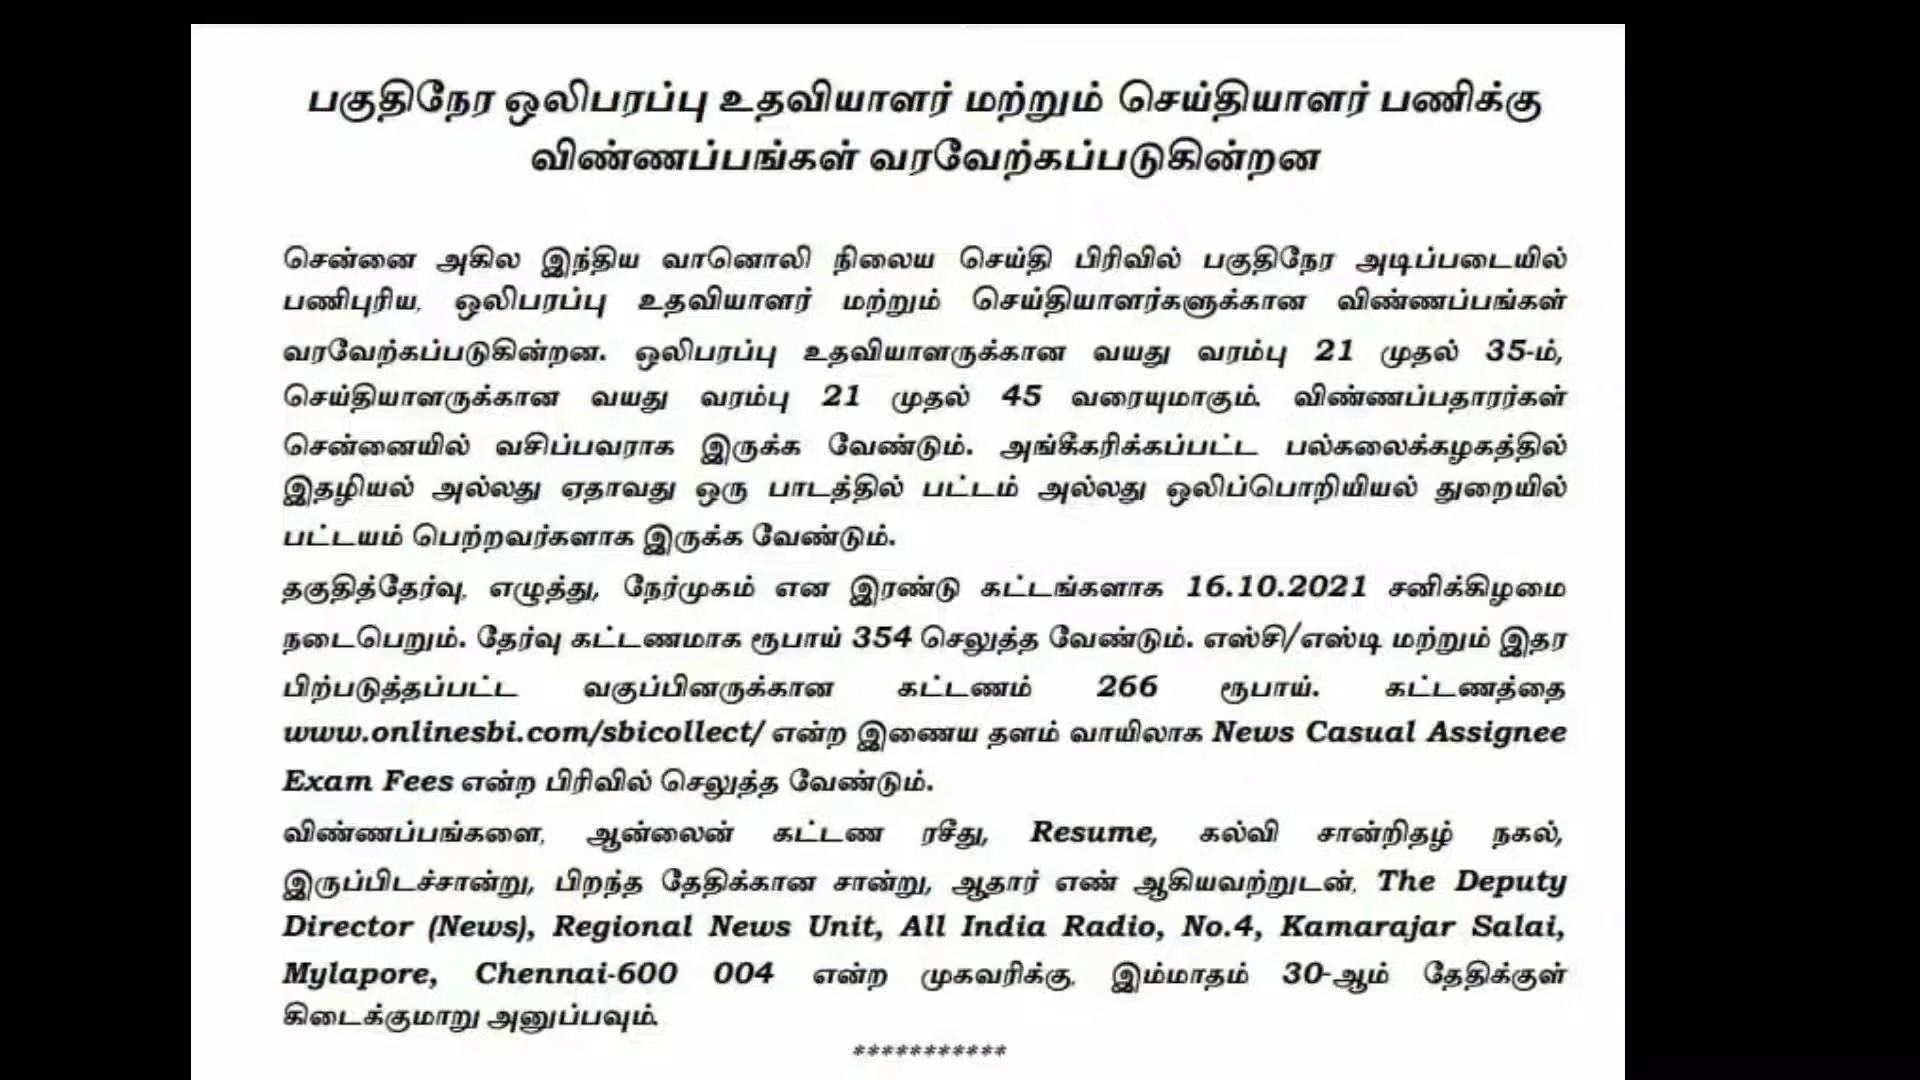 பகுதிநேர ஒலிபரப்பு உதவியாளர் மற்றும் செய்தியாளர் பணிக்கு
விண்ணப்பங்கள் வரவேற்கப்படுகின்றன
சென்னை அகில இந்திய வானொலி நிலைய செய்தி பிரிவில் பகுதிநேர அடிப்படையில்
பணிபுரிய, ஒலிபரப்பு உதவியாளர் மற்றும் செய்தியாளர்களுக்கான விண்ணப்பங்கள்
வரவேற்கப்படுகின்றன. ஒலிபரப்பு உதவியாளருக்கான வயது வரம்பு 21 முதல் 35-ம்,
செய்தியாளருக்கான வயது வரம்பு 21 முதல் 45 வரையுமாகும். விண்ணப்பதாரர்கள்
சென்னையில் வசிப்பவராக இருக்க வேண்டும். அங்கீகரிக்கப்பட்ட பல்கலைக்கழகத்தில்
இதழியல் அல்லது ஏதாவது ஒரு பாடத்தில் பட்டம் அல்லது ஒலிப்பொறியியல் துறையில்
பட்டயம் பெற்றவர்களாக இருக்க வேண்டும்.
தகுதித்தேர்வு, எழுத்து, நேர்முகம் என இரண்டு கட்டங்களாக 16.10.2021 சனிக்கிழமை
நடைபெறும். தேர்வு கட்டணமாக ரூபாய் 354 செலுத்த வேண்டும். எஸ்சி/எஸ்டி மற்றும் இதர
பிற்படுத்தப்பட்ட வகுப்பினருக்கான கட்டணம் 266 ரூபாய். கட்டணத்தை
www.onlinesbi.com/sbicollect/ என்ற இணைய தளம் வாயிலாக News Casual Assignee
Exam Fees என்ற பிரிவில் செலுத்த வேண்டும்.
விண்ணப்பங்களை, ஆன்லைன் கட்டண ரசீது, Resume, கல்வி சான்றிதழ் நகல்,
இருப்பிடச்சான்று, பிறந்த தேதிக்கான சான்று, ஆதார் எண் ஆகியவற்றுடன், The Deputy
Director (News), Regional News Unit, All India Radio, No.4, Kamarajar Salai,
Mylapore, Chennai-600 004 என்ற முகவரிக்கு, இம்மாதம் 30-ஆம் தேதிக்குள்
கிடைக்குமாறு அனுப்பவும்.
***********